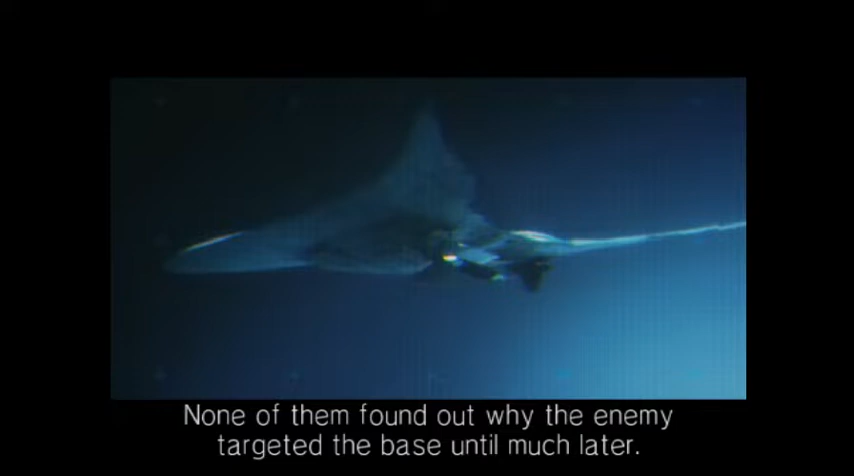 None of them found out why the enemy
targeted the base until much later.